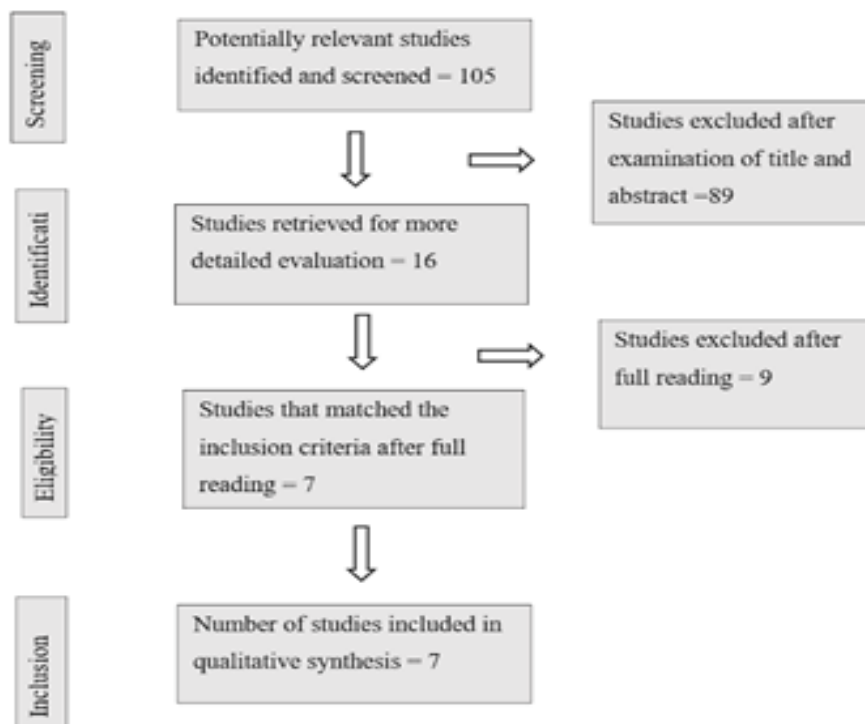 Screening
Potentially relevant studies
identified and screened = 105
Studies excluded after
examination of title and
abstract =89
Identificati
Studies retrieved for more
detailed evaluation = 16
Studies excluded after
full reading = 9
Eligibility
Studies that matched the
inclusion criteria after full
reading = 7
Inclusion
Number of studies included in
qualitative synthesis = 7